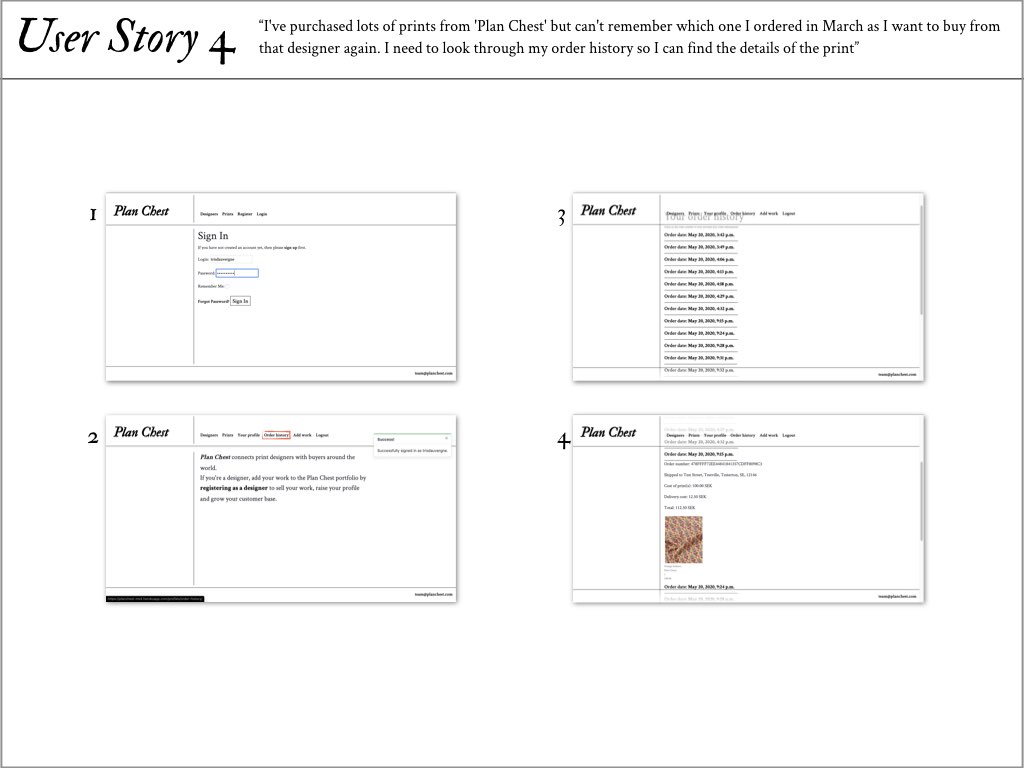 User Story 4
“I've purchased lots of prints from 'Plan Chest' but can't remember which one I ordered in March as I want to buy from
that designer again. I need to look through my order history so I can find the details of the print”
1
Plan Chest
Designers Prints Register Login
Sign In
If you have not created an account yet, then please sign up first.
Login:
Password:
Remember Me:
Forgot Password? Sign In
team@planchest.com
2
Plan Chest
Designers Prints Your profile Order history Add work Logout
Success!
Successfully signed in as
Plan Chest connects print designers with buyers around the
world.
If you're a designer, add your work to the Plan Chest portfolio by
registering as a designer to sell your work, raise your profile
and grow your customer base.
team@planchest.com
3
Plan Chest
Designers Prints Your profile Order history Add work Logout
Your order history
Order date: May 20, 2020, 3:42 p.m.
Order date: May 20, 2020, 3:49 p.m.
Order date: May 20, 2020, 4:06 p.m.
Order date: May 20, 2020, 4:13 p.m.
Order date: May 20, 2020, 4:18 p.m.
Order date: May 20, 2020, 4:29 p.m.
Order date: May 20, 2020, 4:32 p.m.
Order date: May 20, 2020, 9:15 p.m.
Order date: May 20, 2020, 9:24 p.m.
Order date: May 20, 2020, 9:28 p.m.
Order date: May 20, 2020, 9:31 p.m.
Order date: May 20, 2020, 9:33 p.m.
team@planchest.com
4
Plan Chest
Designers Prints Your profile Order history Add work Logout
Order date: May 20, 2020, 4:32 p.m.
Order date: May 20, 2020, 9:15 p.m.
Order number:
Shipped to Test Street, Testville, Testerton, SE, 12346
Cost of print(s): 100.00 SEK
Delivery cost: 12.50 SEK
Total: 112.50 SEK
Order date: May 20, 2020, 9:24 p.m.
Order date: May 20, 2020, 9:28 p.m.
team@planchest.com